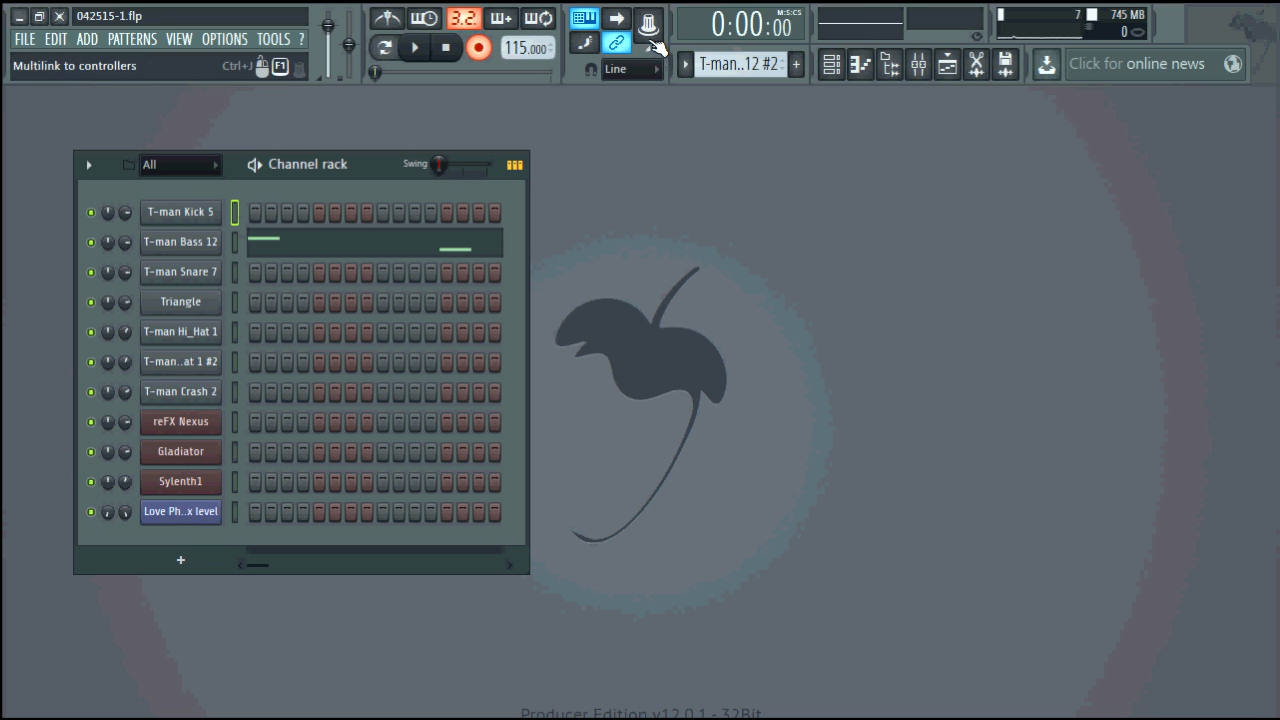 042515-1.flp
FILE EDIT ADD PATTERNS VIEW OPTIONS TOOLS ?
Multilink to controllers Ctrl+J F1
3.2.
115.000
Line
0:00:00
M:S:CS
T-man..12 #2
7
745 MB
0
Click for online news
All
Channel rack
Swing
T-man Kick 5
T-man Bass 12
T-man Snare 7
Triangle
T-man Hi_Hat 1
T-man..at 1 #2
T-man Crash 2
reFX Nexus
Gladiator
Sylenth1
Love Ph..x level
+
Producer Edition v12.0.1 - 32Bit